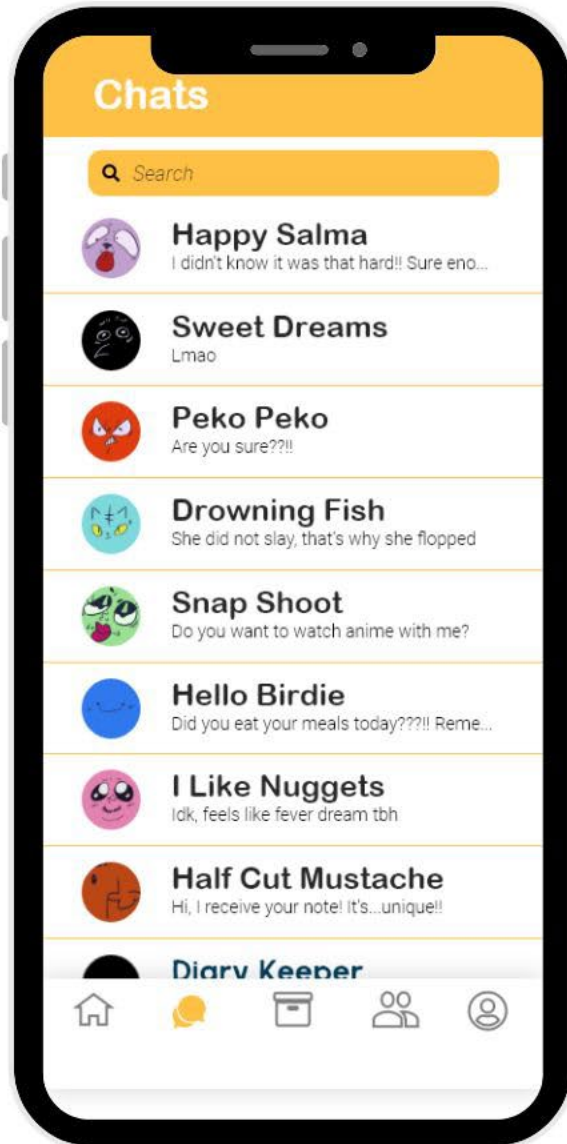 Chats
Search
Happy Salma
I didn't know it was that hard!! Sure eno...
Sweet Dreams
Lmao
Peko Peko
Are you sure??!!
Drowning Fish
She did not slay, that's why she flopped
Snap Shoot
Do you want to watch anime with me?
Hello Birdie
Did you eat your meals today???!! Reme...
I Like Nuggets
Idk, feels like fever dream tbh
Half Cut Mustache
Hi, I receive your note! It's...unique!!
Diary Keeper